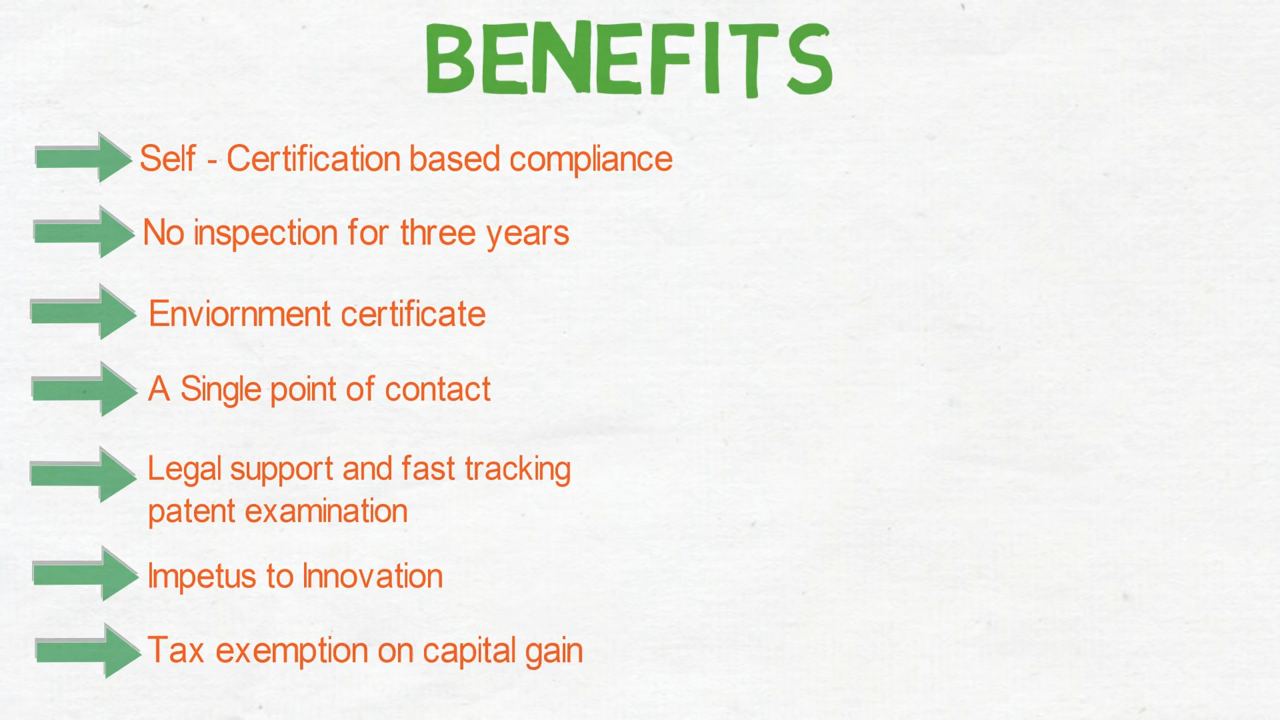 BENEFITS
Self - Certification based compliance
No inspection for three years
Enviornment certificate
A Single point of contact
Legal support and fast tracking
patent examination
Impetus to Innovation
Tax exemption on capital gain